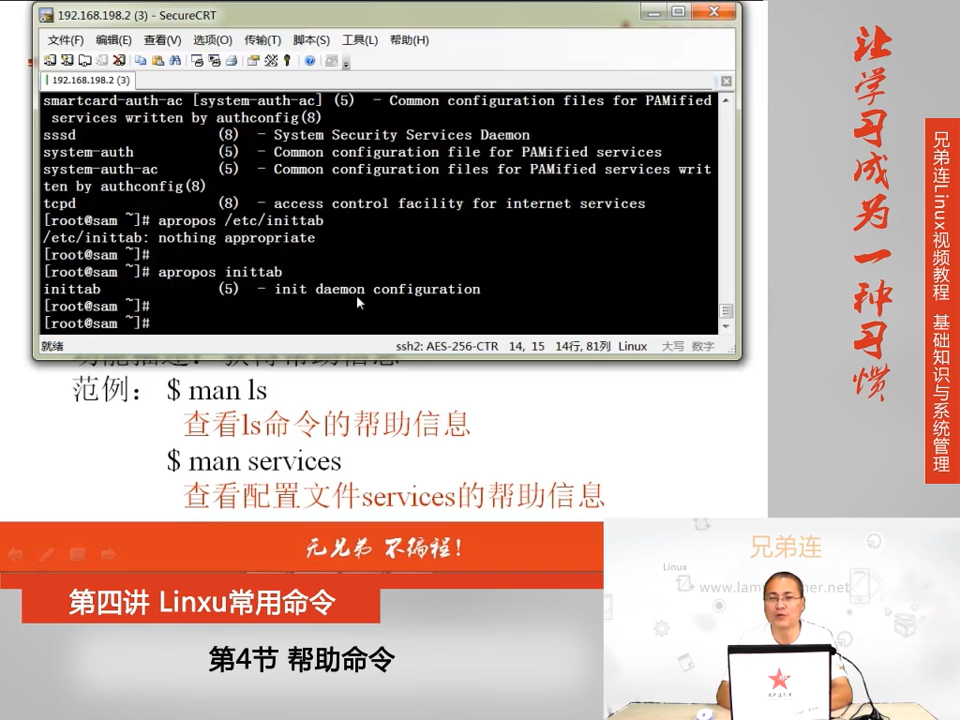 192.168.198.2 (3) - SecureCRT
文件(F) 编辑(E) 查看(V) 选项(O) 传输(T) 脚本(S) 工具(L) 帮助(H)
192.168.198.2 (3)
smartcard-auth-ac [system-auth-ac] (5) - Common configuration files for PAMified
services written by authconfig(8)
sssd (8) - System Security Services Daemon
system-auth (5) - Common configuration file for PAMified services
system-auth-ac (5) - Common configuration files for PAMified services writ
ten by authconfig(8)
tcpd (8) - access control facility for internet services
[root@sam ~]# apropos /etc/inittab
/etc/inittab: nothing appropriate
[root@sam ~]#
[root@sam ~]# apropos inittab
inittab (5) - init daemon configuration
[root@sam ~]#
[root@sam ~]#
就绪 ssh2: AES-256-CTR 14, 15 14行, 81列 Linux 大写 数字
功能描述：获得帮助信息
范例： $ man ls
查看ls命令的帮助信息
$ man services
查看配置文件services的帮助信息
无兄弟 不编程!
第四讲 Linxu常用命令
第4节 帮助命令
让学习成为一种习惯
兄弟连Linux视频教程 基础知识与系统管理
兄弟连
Linux